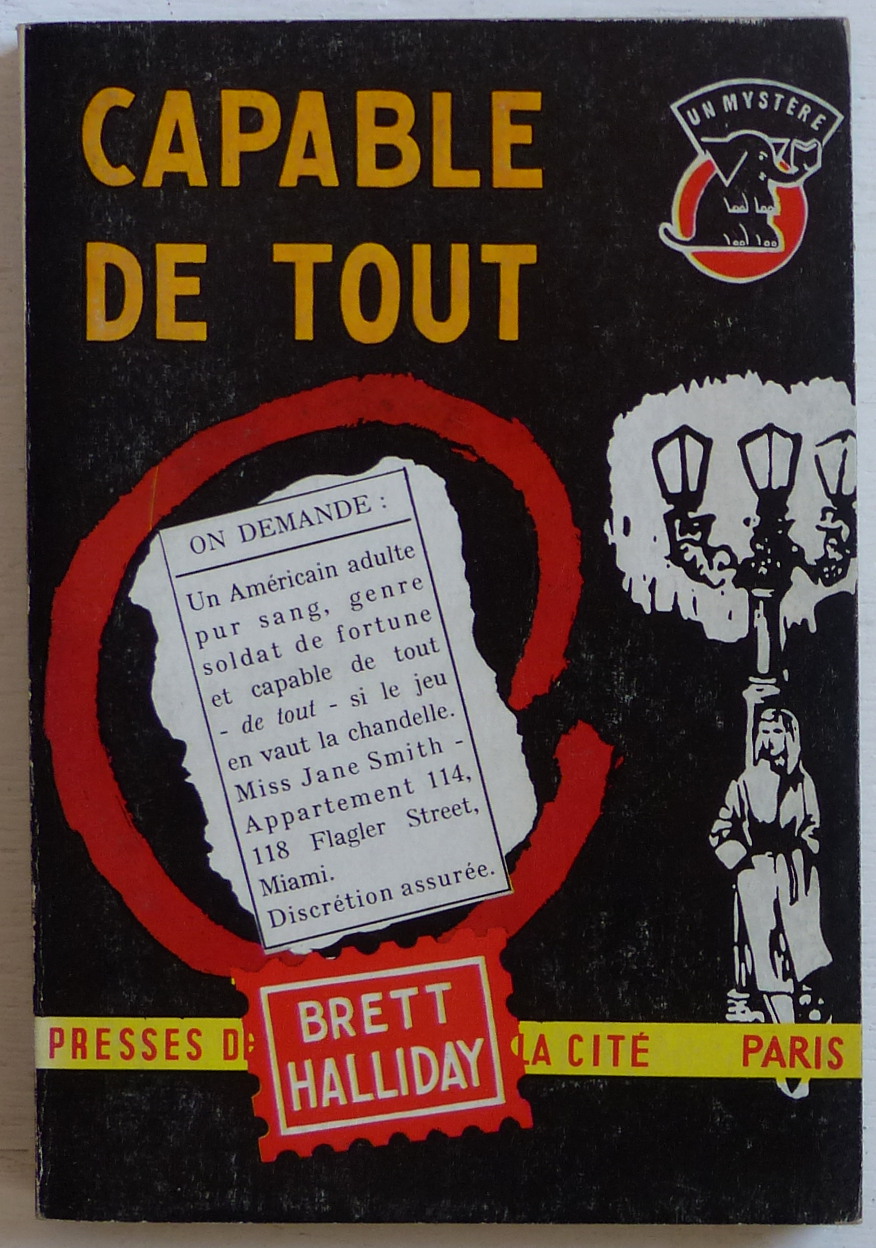 CAPABLE
DE TOUT
UN MYSTÈRE
ON DEMANDE :
Un Américain adulte
pur sang, genre
soldat de fortune
et capable de tout
- de tout - si le jeu
en vaut la chandelle.
Miss Jane Smith -
Appartement 114,
118 Flagler Street,
Miami.
Discrétion assurée.
BRETT
HALLIDAY
PRESSES DE LA CITÉ PARIS